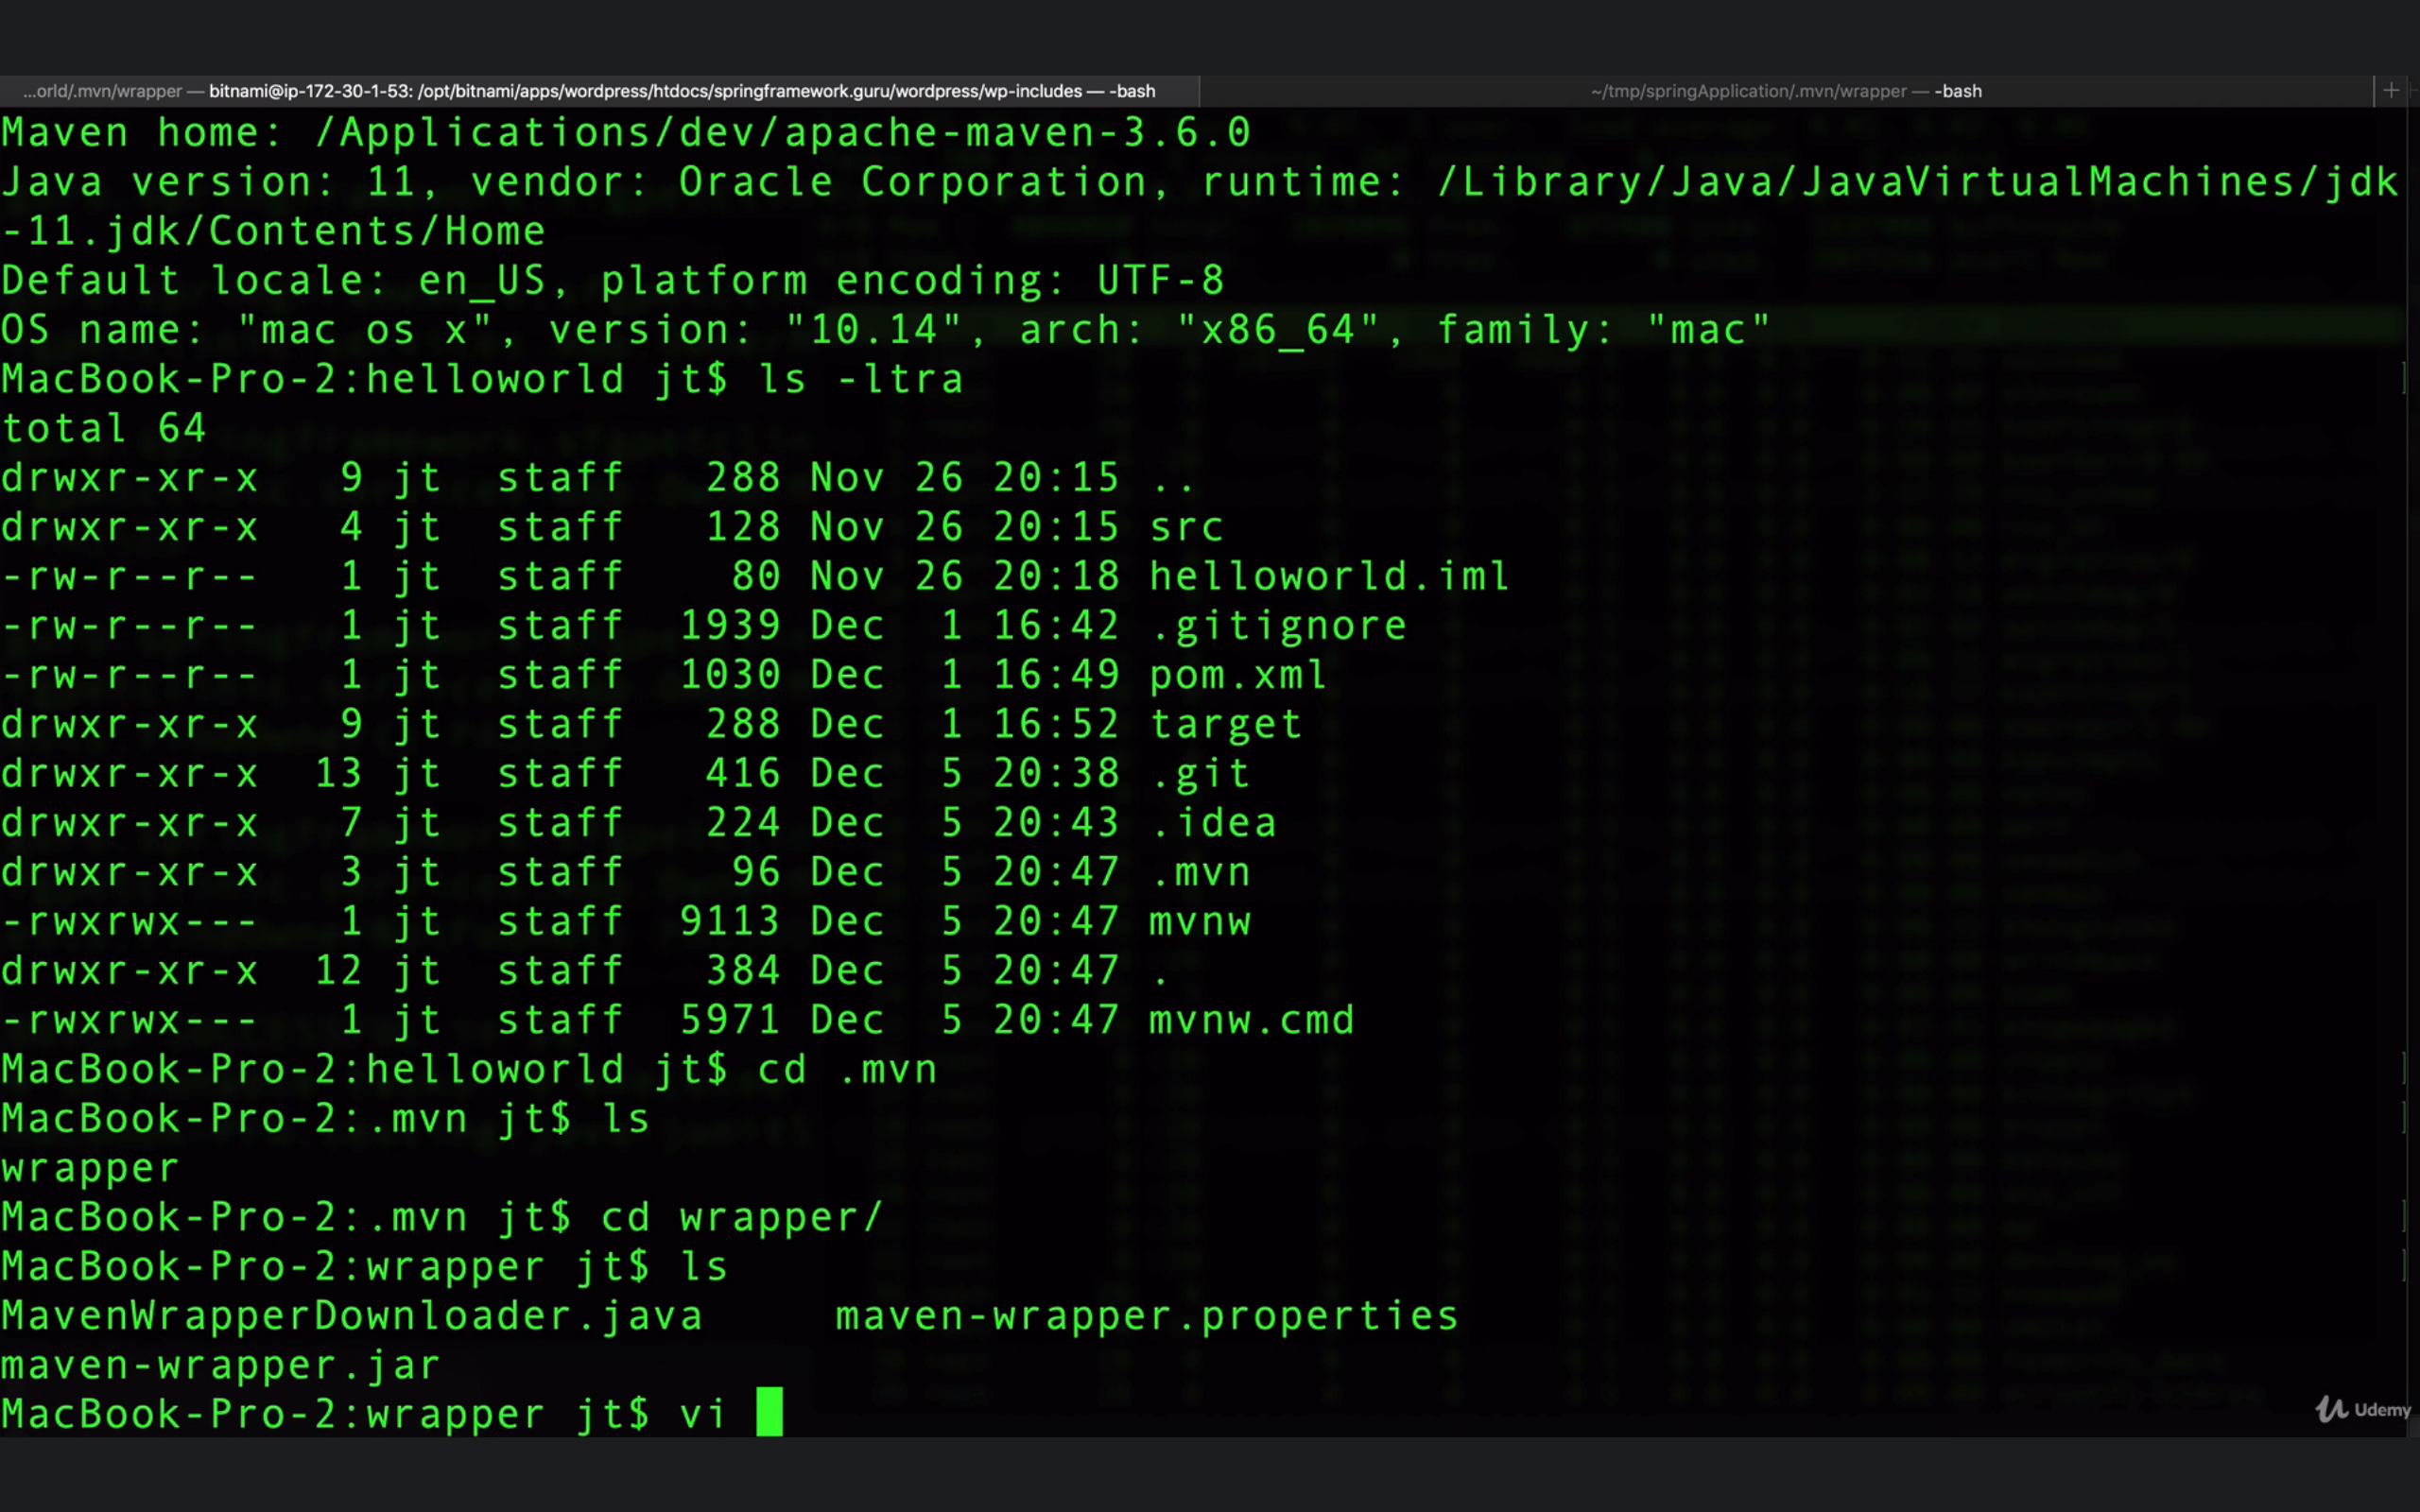 ...orld/.mvn/wrapper — bitnami@ip-172-30-1-53: /opt/bitnami/apps/wordpress/htdocs/springframework.guru/wordpress/wp-includes — -bash
~/tmp/springApplication/.mvn/wrapper — -bash
Maven home: /Applications/dev/apache-maven-3.6.0
Java version: 11, vendor: Oracle Corporation, runtime: /Library/Java/JavaVirtualMachines/jdk
-11.jdk/Contents/Home
Default locale: en_US, platform encoding: UTF-8
OS name: "mac os x", version: "10.14", arch: "x86_64", family: "mac"
MacBook-Pro-2:helloworld jt$ ls -ltra
total 64
drwxr-xr-x   9 jt  staff   288 Nov 26 20:15 ..
drwxr-xr-x   4 jt  staff   128 Nov 26 20:15 src
-rw-r--r--   1 jt  staff    80 Nov 26 20:18 helloworld.iml
-rw-r--r--   1 jt  staff  1939 Dec  1 16:42 .gitignore
-rw-r--r--   1 jt  staff  1030 Dec  1 16:49 pom.xml
drwxr-xr-x   9 jt  staff   288 Dec  1 16:52 target
drwxr-xr-x  13 jt  staff   416 Dec  5 20:38 .git
drwxr-xr-x   7 jt  staff   224 Dec  5 20:43 .idea
drwxr-xr-x   3 jt  staff    96 Dec  5 20:47 .mvn
-rwxrwx---   1 jt  staff  9113 Dec  5 20:47 mvnw
drwxr-xr-x  12 jt  staff   384 Dec  5 20:47 .
-rwxrwx---   1 jt  staff  5971 Dec  5 20:47 mvnw.cmd
MacBook-Pro-2:helloworld jt$ cd .mvn
MacBook-Pro-2:.mvn jt$ ls
wrapper
MacBook-Pro-2:.mvn jt$ cd wrapper/
MacBook-Pro-2:wrapper jt$ ls
MavenWrapperDownloader.java     maven-wrapper.properties
maven-wrapper.jar
MacBook-Pro-2:wrapper jt$ vi
Udemy